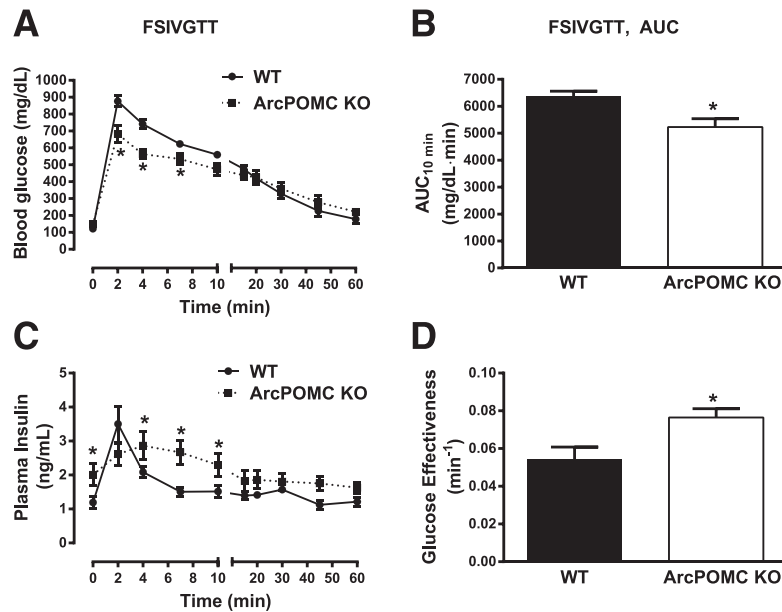 A
FSIVGTT
WT
ArcPOMC KO
Blood glucose (mg/dL)
1000
900
800
700
600
500
400
300
200
100
0
*
*
*
0 2 4 6 8 10 20 30 40 50 60
Time (min)
B
FSIVGTT, AUC
AUC10 min
(mg/dL·min)
7000
6000
5000
4000
3000
2000
1000
0
*
WT ArcPOMC KO
C
WT
ArcPOMC KO
Plasma Insulin
(ng/mL)
5
4
3
2
1
0
* * * *
0 2 4 6 8 10 20 30 40 50 60
Time (min)
D
Glucose Effectiveness
(min-1)
0.10
0.08
0.06
0.04
0.02
0.00
*
WT ArcPOMC KO